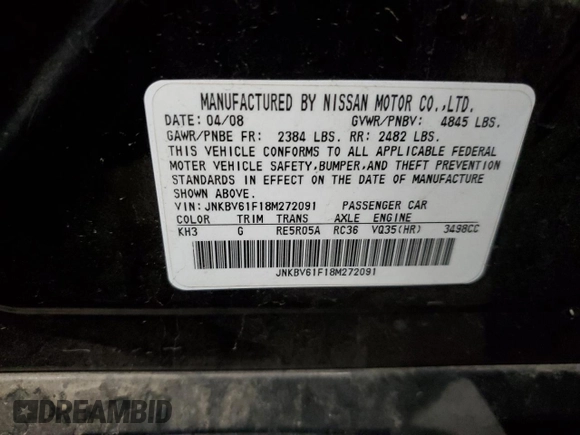 MANUFACTURED BY NISSAN MOTOR CO.,LTD.
DATE: 04/08 GVWR/PNBV: 4845 LBS.
GAWR/PNBE FR: 2384 LBS. RR: 2482 LBS.
THIS VEHICLE CONFORMS TO ALL APPLICABLE FEDERAL
MOTOR VEHICLE SAFETY,BUMPER,AND THEFT PREVENTION
STANDARDS IN EFFECT ON THE DATE OF MANUFACTURE
SHOWN ABOVE.
VIN: JNKBV61F18M272091 PASSENGER CAR
COLOR TRIM TRANS AXLE ENGINE
KH3 G RE5R05A RC36 VQ35(HR) 3498CC
JNKBV61F18M272091
DREAMBID